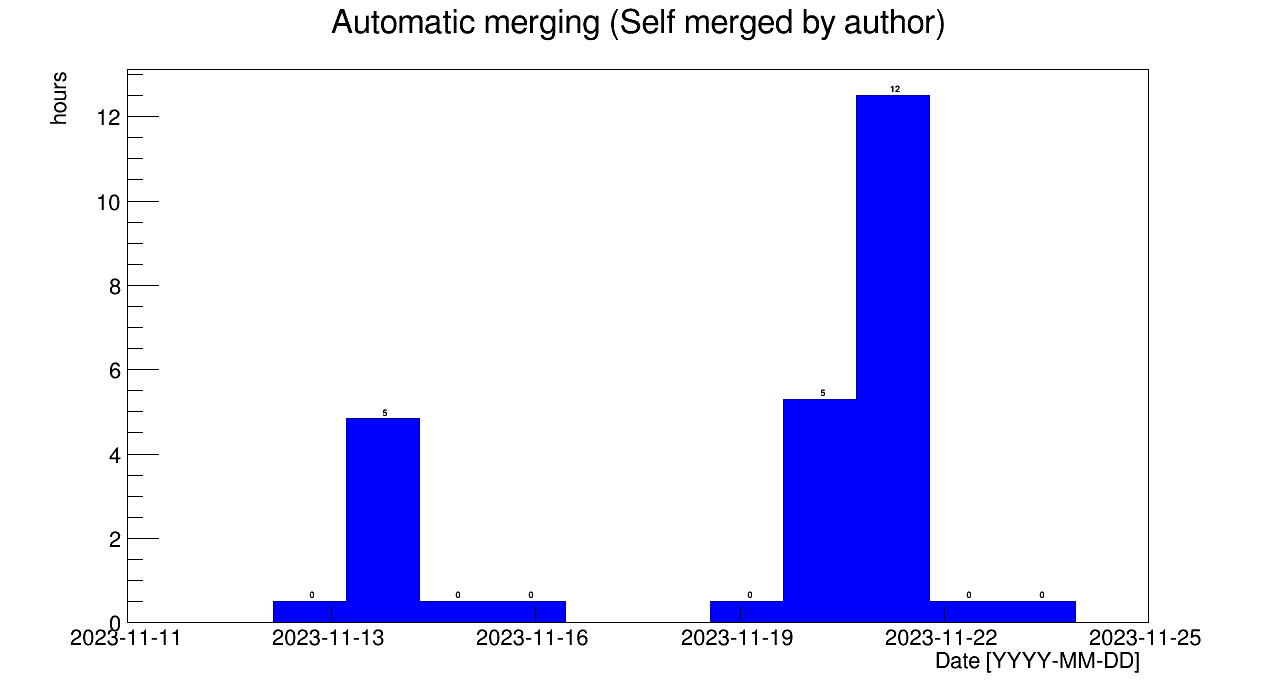 Automatic merging (Self merged by author)
hours
12
10
8
6
4
2
0
0 5 0 0 0 5 12 0 0
2023-11-11 2023-11-13 2023-11-16 2023-11-19 2023-11-22 2023-11-25
Date [YYYY-MM-DD]